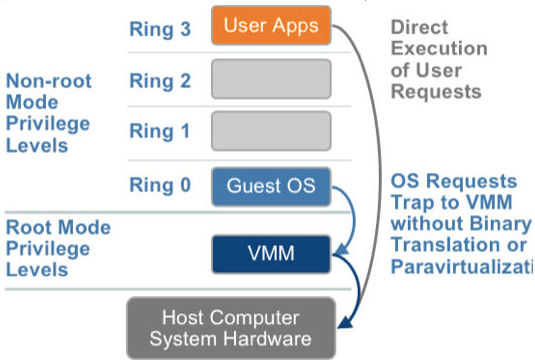 Ring 3
User Apps
Direct
Execution
of User
Requests
Non-root
Mode
Privilege
Levels
Ring 2
Ring 1
Ring 0
Guest OS
OS Requests
Trap to VMM
without Binary
Translation or
Root Mode
Privilege
Levels
VMM
Host Computer
System Hardware